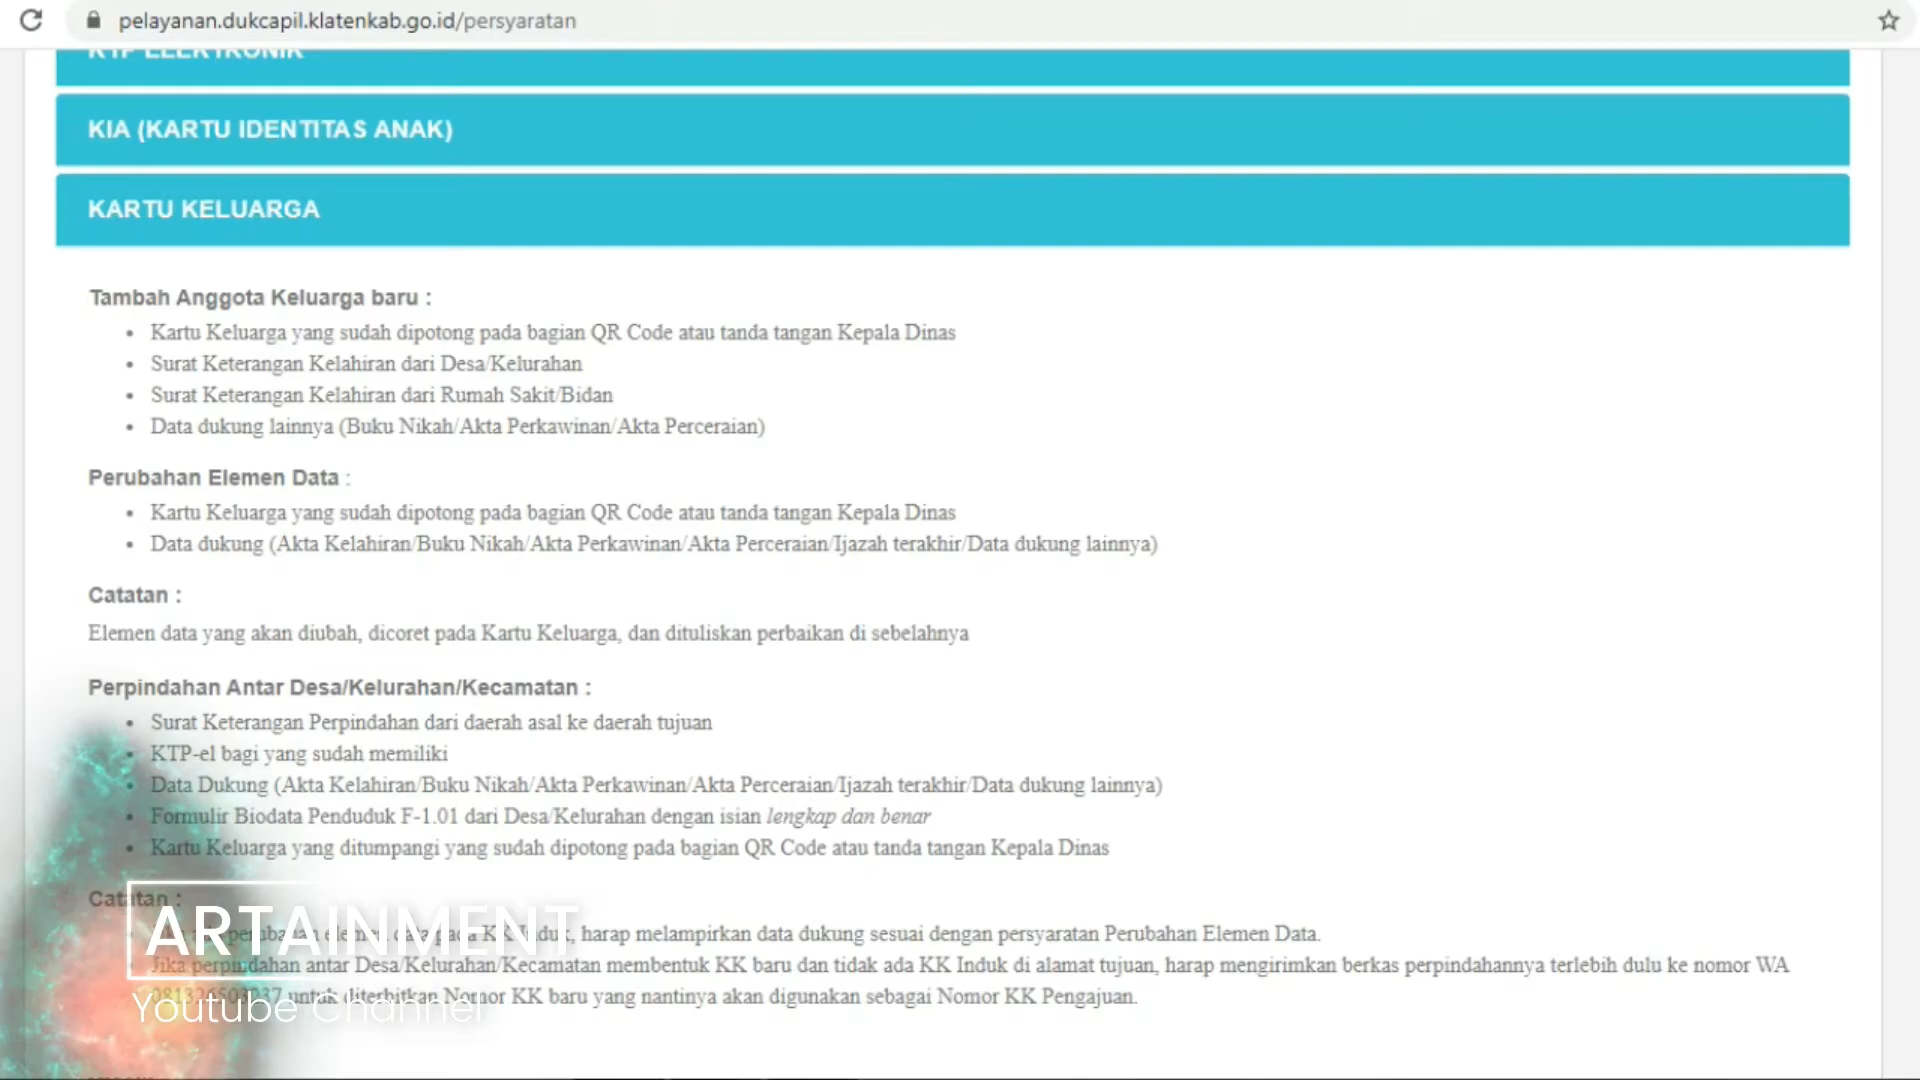 pelayanan.dukcapil.klatenkab.go.id/persyaratan
KTP ELEKTRONIK
KIA (KARTU IDENTITAS ANAK)
KARTU KELUARGA
Tambah Anggota Keluarga baru :
• Kartu Keluarga yang sudah dipotong pada bagian QR Code atau tanda tangan Kepala Dinas
• Surat Keterangan Kelahiran dari Desa/Kelurahan
• Surat Keterangan Kelahiran dari Rumah Sakit/Bidan
• Data dukung lainnya (Buku Nikah/Akta Perkawinan/Akta Perceraian)
Perubahan Elemen Data :
• Kartu Keluarga yang sudah dipotong pada bagian QR Code atau tanda tangan Kepala Dinas
• Data dukung (Akta Kelahiran/Buku Nikah/Akta Perkawinan/Akta Perceraian/Ijazah terakhir/Data dukung lainnya)
Catatan :
Elemen data yang akan diubah, dicoret pada Kartu Keluarga, dan dituliskan perbaikan di sebelahnya
Perpindahan Antar Desa/Kelurahan/Kecamatan :
• Surat Keterangan Perpindahan dari daerah asal ke daerah tujuan
• KTP-el bagi yang sudah memiliki
• Data Dukung (Akta Kelahiran/Buku Nikah/Akta Perkawinan/Akta Perceraian/Ijazah terakhir/Data dukung lainnya)
• Formulir Biodata Penduduk F-1.01 dari Desa/Kelurahan dengan isian lengkap dan benar
• Kartu Keluarga yang ditumpangi yang sudah dipotong pada bagian QR Code atau tanda tangan Kepala Dinas
Catatan :
perubahan elemen data pada KK Induk, harap melampirkan data dukung sesuai dengan persyaratan Perubahan Elemen Data.
• Jika perpindahan antar Desa/Kelurahan/Kecamatan membentuk KK baru dan tidak ada KK Induk di alamat tujuan, harap mengirimkan berkas perpindahannya terlebih dulu ke nomor WA
untuk diterbitkan Nomor KK baru yang nantinya akan digunakan sebagai Nomor KK Pengajuan.
ARTAINMENT
Youtube Channel